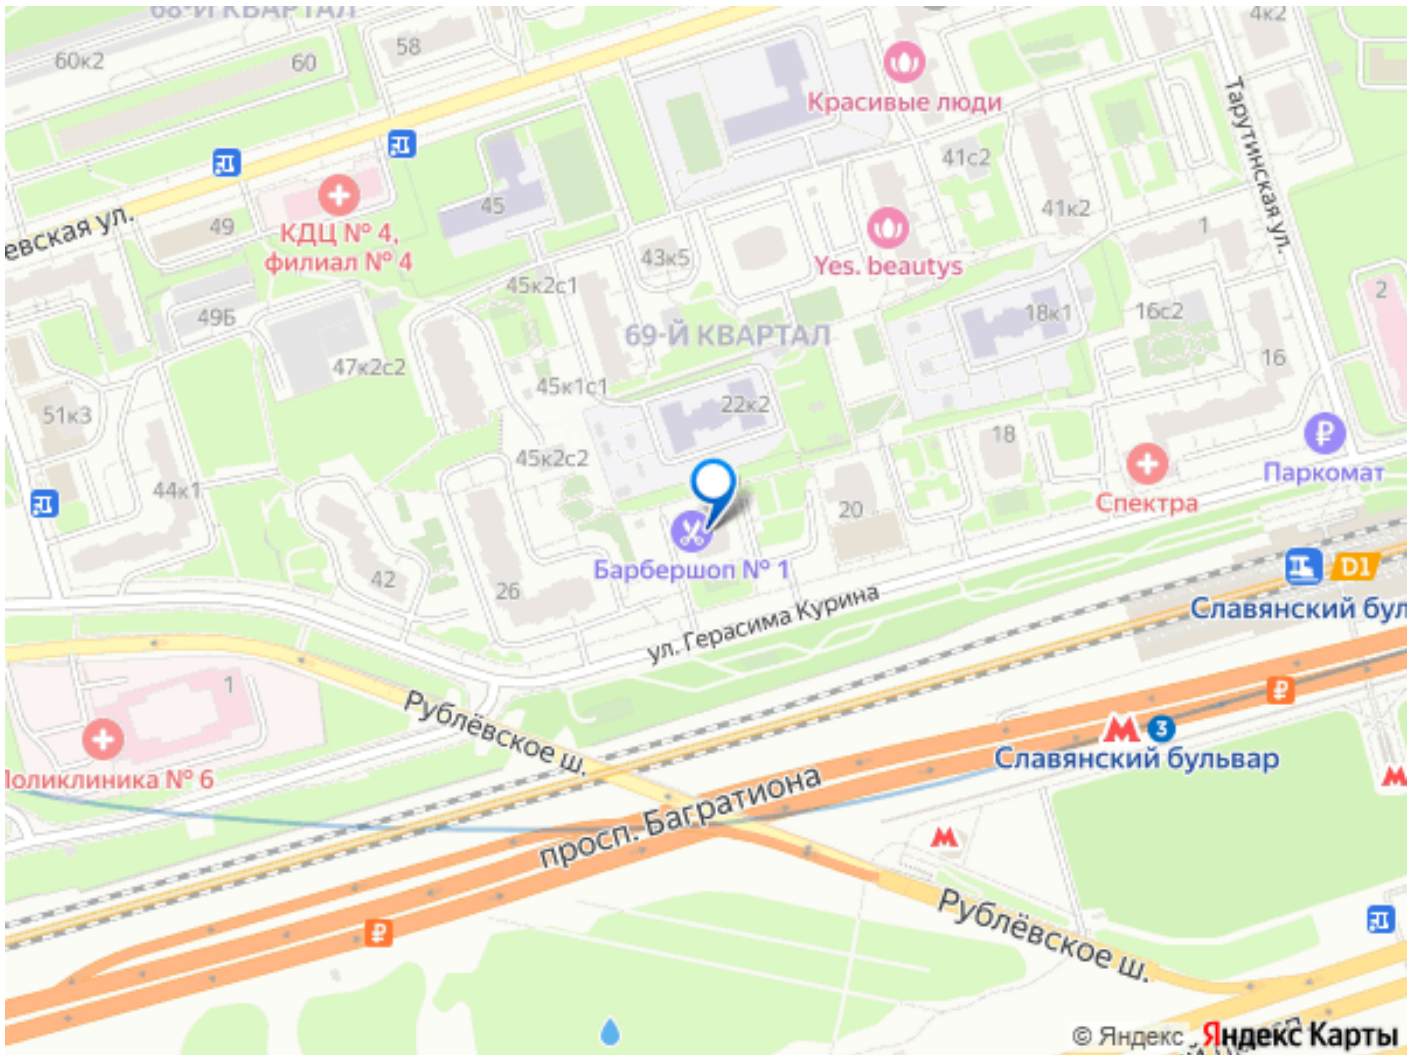 68-Й КВАРТАЛ
4к2
58
60к2
60
Красивые люди
Тарутинская ул.
41с2
45
41к2
49
КДЦ № 4,
филиал № 4
1
43к5
Yes. beautys
45к2с1
2
49Б
18к1
16с2
69-Й КВАРТАЛ
16
47к2с2
45к1с1
22к2
51к3
18
45к2с2
Паркомат
44к1
Спектра
20
Барбершоп № 1
42
26
D1
ул. Герасима Курина
Славянский бул
1
Рублёвское ш.
3
Славянский бульвар
Поликлиника № 6
просп. Багратиона
Рублёвское ш.
© Яндекс Яндекс Карты